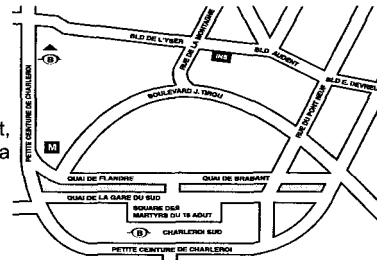 BLD DE L'YSER
RUE DE LA MONTAGNE
INS
BLD AUDENT
BLD E. DEVREU
B
PETITE CEINTURE DE CHARLEROI
BOULEVARD J. TIROU
RUE DU PONT NEUF
t,
a
M
QUAI DE FLANDRE
QUAI DE BRABANT
QUAI DE LA GARE DU SUD
SQUARE DES
MARTYRS DU 18 AOUT
B
CHARLEROI SUD
PETITE CEINTURE DE CHARLEROI